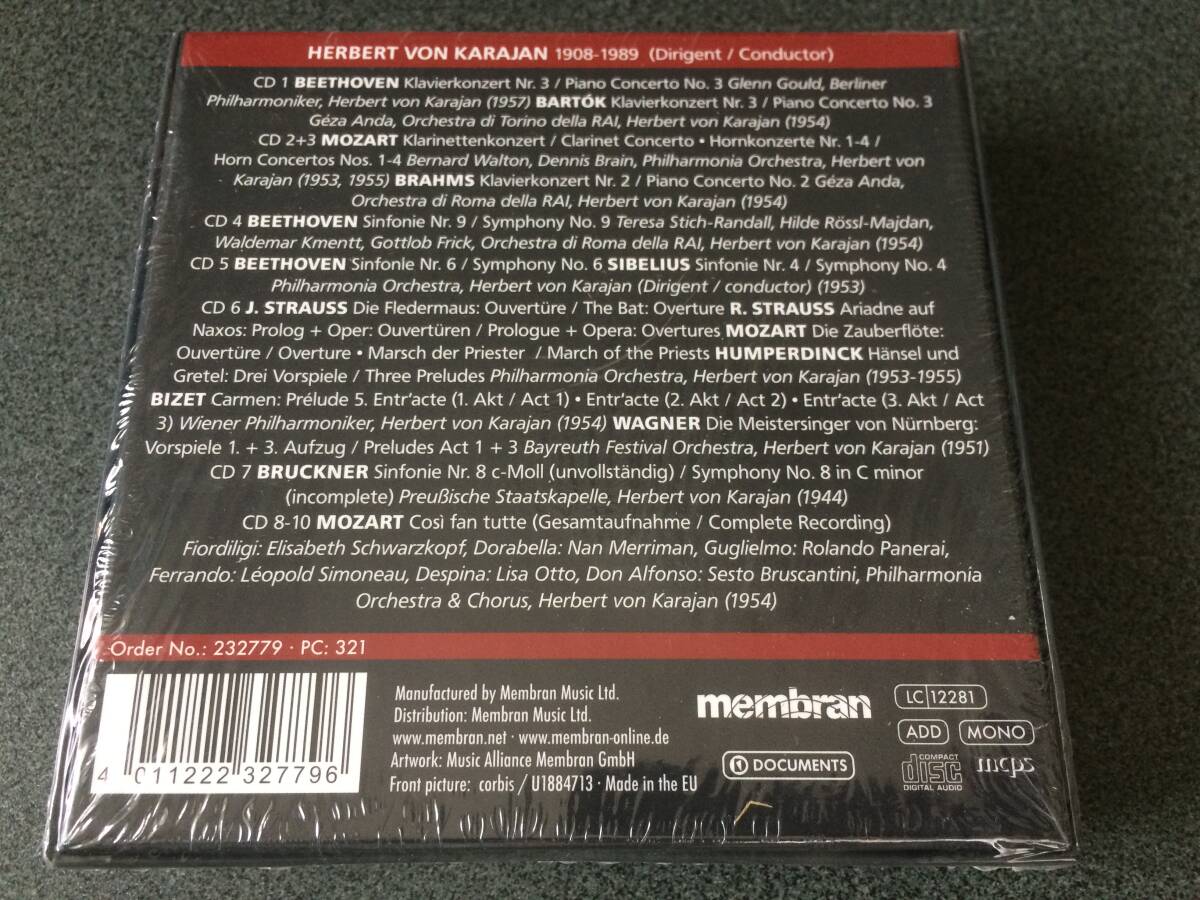 HERBERT VON KARAJAN 1908-1989 (Dirigent / Conductor)
CD 1 BEETHOVEN Klavierkonzert Nr. 3 / Piano Concerto No. 3 Glenn Gould, Berliner
Philharmoniker, Herbert von Karajan (1957) BARTÓK Klavierkonzert Nr. 3 / Piano Concerto No. 3
Géza Anda, Orchestra di Torino della RAI, Herbert von Karajan (1954)
CD 2+3 MOZART Klarinettenkonzert / Clarinet Concerto • Hornkonzerte Nr. 1-4 /
Horn Concertos Nos. 1-4 Bernard Walton, Dennis Brain, Philharmonia Orchestra, Herbert von
Karajan (1953, 1955) BRAHMS Klavierkonzert Nr. 2 / Piano Concerto No. 2 Géza Anda,
Orchestra di Roma della RAI, Herbert von Karajan (1954)
CD 4 BEETHOVEN Sinfonie Nr. 9 / Symphony No. 9 Teresa Stich-Randall, Hilde Rössl-Majdan,
Waldemar Kmentt, Gottlob Frick, Orchestra di Roma della RAI, Herbert von Karajan (1954)
CD 5 BEETHOVEN Sinfonle Nr. 6 / Symphony No. 6 SIBELIUS Sinfonie Nr. 4 / Symphony No. 4
Philharmonia Orchestra, Herbert von Karajan (Dirigent / conductor) (1953)
CD 6 J. STRAUSS Die Fledermaus: Ouvertüre / The Bat: Overture R. STRAUSS Ariadne auf
Naxos: Prolog + Oper: Ouvertüren / Prologue + Opera: Overtures MOZART Die Zauberflöte:
Ouvertüre / Overture • Marsch der Priester / March of the Priests HUMPERDINCK Hänsel und
Gretel: Drei Vorspiele / Three Preludes Philharmonia Orchestra, Herbert von Karajan (1953-1955)
BIZET Carmen: Prélude 5. Entr'acte (1. Akt / Act 1) • Entr'acte (2. Akt / Act 2) • Entr'acte (3. Akt / Act
3) Wiener Philharmoniker, Herbert von Karajan (1954) WAGNER Die Meistersinger von Nürnberg:
Vorspiele 1. + 3. Aufzug / Preludes Act 1 + 3 Bayreuth Festival Orchestra, Herbert von Karajan (1951)
CD 7 BRUCKNER Sinfonie Nr. 8 c-Moll (unvollständig) / Symphony No. 8 in C minor
(incomplete) Preußische Staatskapelle, Herbert von Karajan (1944)
CD 8-10 MOZART Così fan tutte (Gesamtaufnahme / Complete Recording)
Fiordiligi: Elisabeth Schwarzkopf, Dorabella: Nan Merriman, Guglielmo: Rolando Panerai,
Ferrando: Léopold Simoneau, Despina: Lisa Otto, Don Alfonso: Sesto Bruscantini, Philharmonia
Orchestra & Chorus, Herbert von Karajan (1954)
Order No.: 232779 · PC: 321
4 011222 327796
Manufactured by Membran Music Ltd.
Distribution: Membran Music Ltd.
www.membran.net · www.membran-online.de
Artwork: Music Alliance Membran GmbH
Front picture: corbis / U1884713 · Made in the EU
membran
DOCUMENTS
LC 12281
ADD MONO
COMPACT
disc
DIGITAL AUDIO
mcps